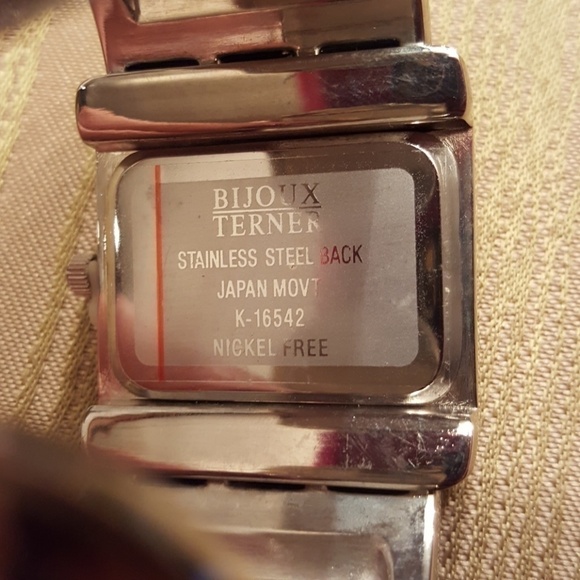 BIJOUX
TERNER
STAINLESS STEEL BACK
JAPAN MOVT
K-16542
NICKEL FREE